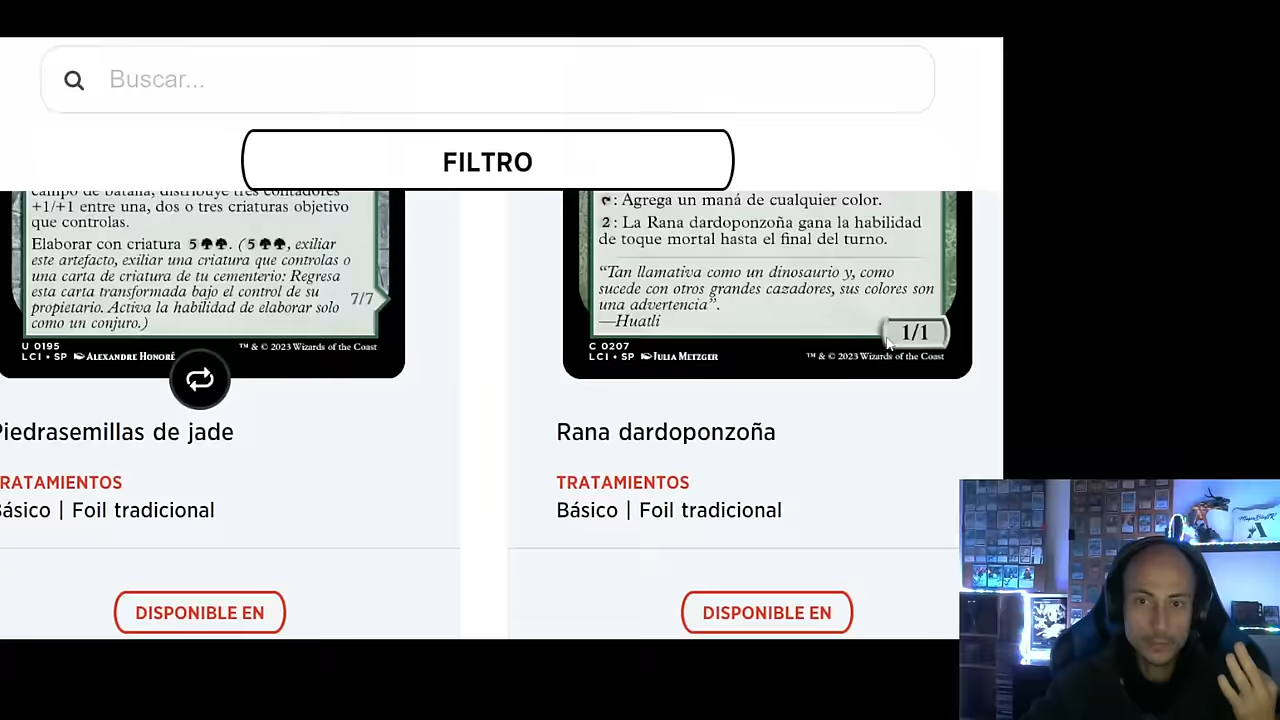 Buscar...
FILTRO
campo de batalla, distribuye tres contadores
+1/+1 entre una, dos o tres criaturas objetivo
que controlas.
Elaborar con criatura 5. (5, exiliar
este artefacto, exiliar una criatura que controlas o
una carta de criatura de tu cementerio: Regresa
esta carta transformada bajo el control de su
propietario. Activa la habilidad de elaborar solo
como un conjuro.)
7/7
U 0195
LCI • SP ALEXANDRE HONORÉ
™ & © 2023 Wizards of the Coast
: Agrega un maná de cualquier color.
2: La Rana dardoponzoña gana la habilidad
de toque mortal hasta el final del turno.
“Tan llamativa como un dinosaurio y, como
sucede con otros grandes cazadores, sus colores son
una advertencia”.
—Huatli
1/1
C 0207
LCI • SP JULIA METZGER
™ & © 2023 Wizards of the Coast
Piedrasemillas de jade
TRATAMIENTOS
Básico | Foil tradicional
DISPONIBLE EN
Rana dardoponzoña
TRATAMIENTOS
Básico | Foil tradicional
DISPONIBLE EN